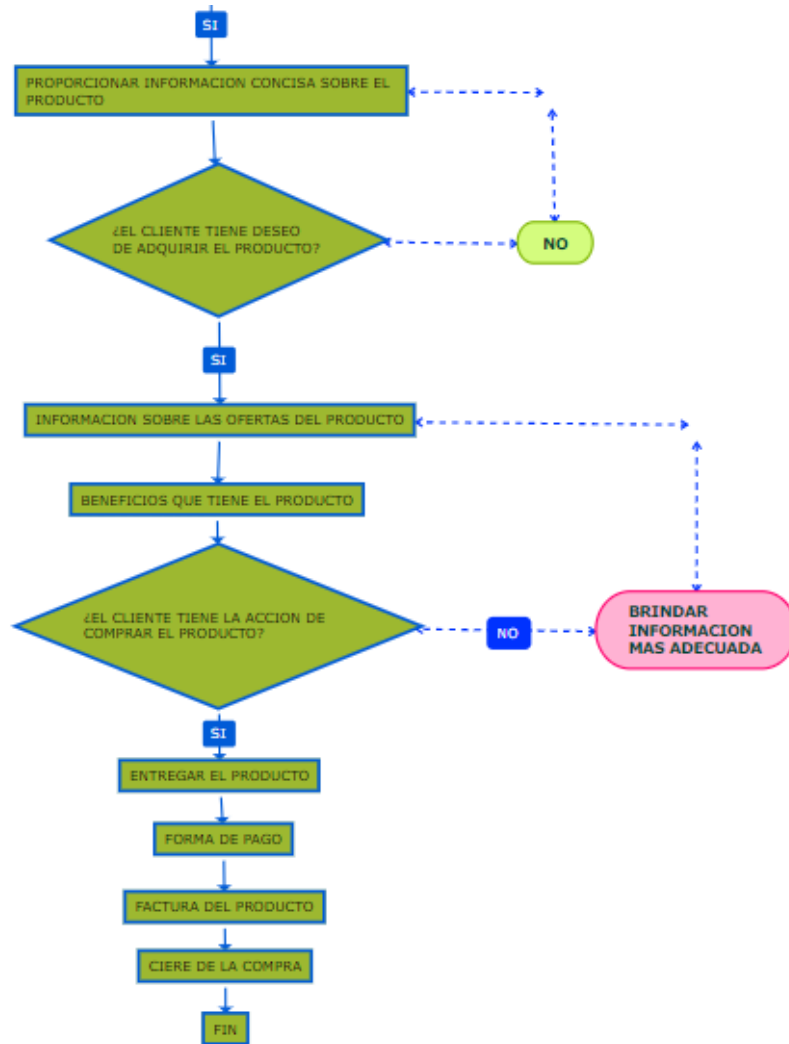 SI
PROPORCIONAR INFORMACION CONCISA SOBRE EL
PRODUCTO
¿EL CLIENTE TIENE DESEO
DE ADQUIRIR EL PRODUCTO?
NO
SI
INFORMACION SOBRE LAS OFERTAS DEL PRODUCTO
BENEFICIOS QUE TIENE EL PRODUCTO
¿EL CLIENTE TIENE LA ACCION DE
COMPRAR EL PRODUCTO?
NO
BRINDAR
INFORMACION
MAS ADECUADA
SI
ENTREGAR EL PRODUCTO
FORMA DE PAGO
FACTURA DEL PRODUCTO
CIERE DE LA COMPRA
FIN